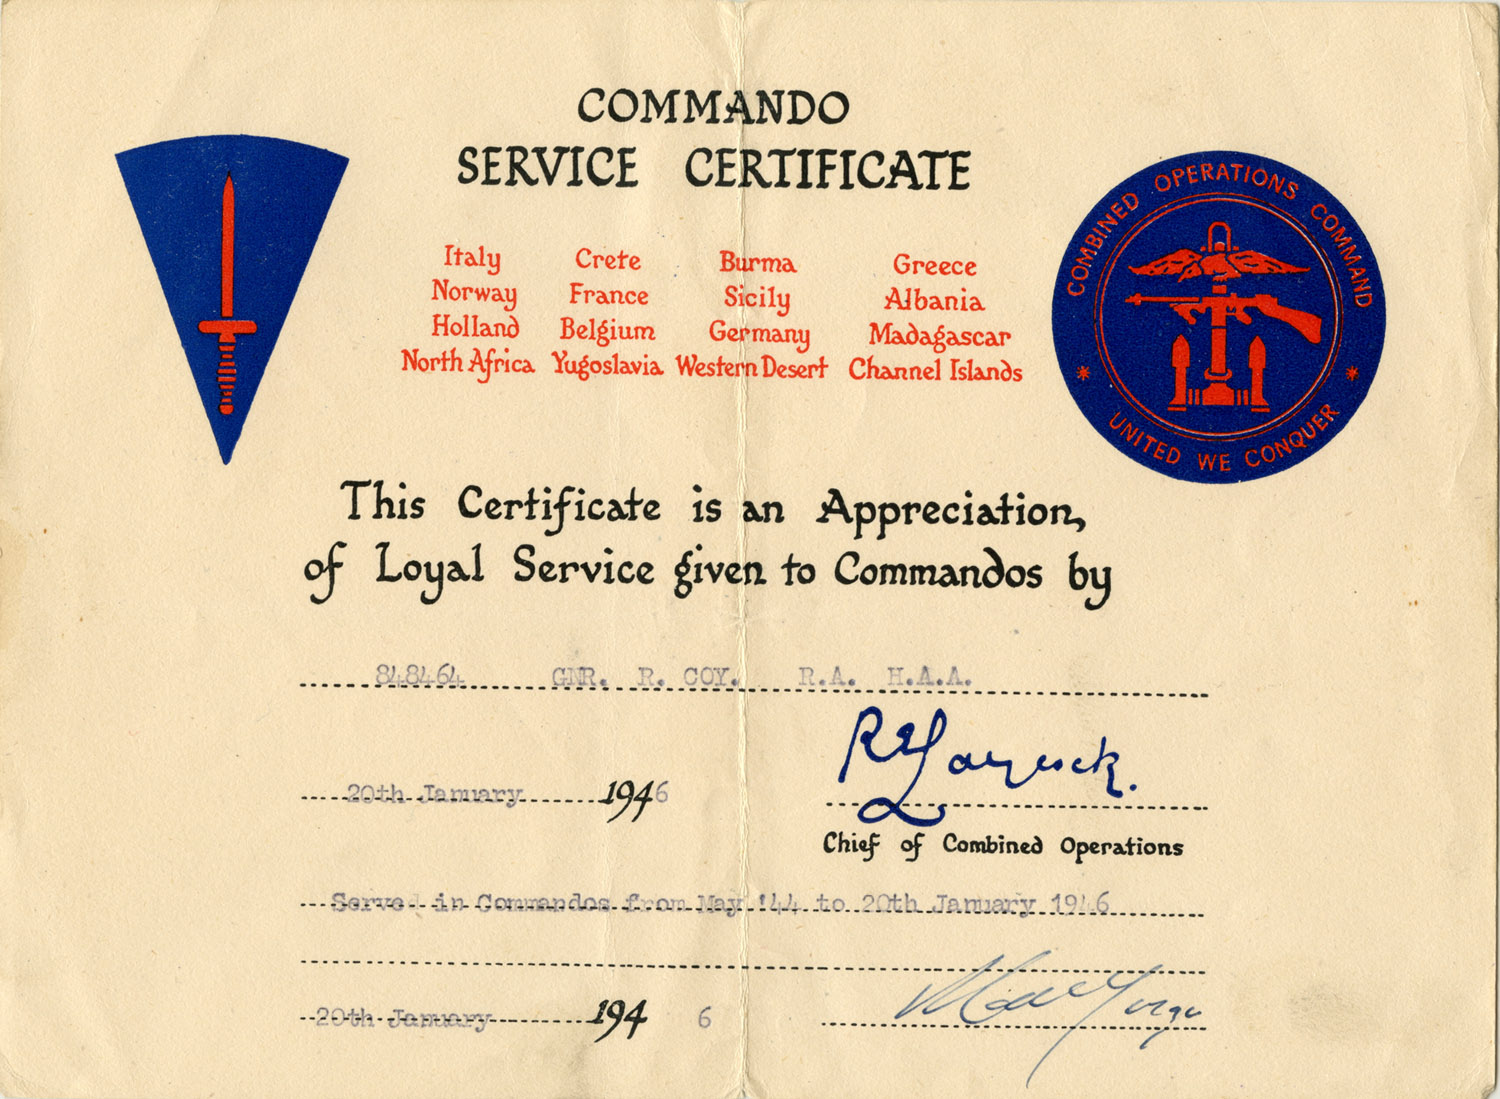 COMMANDO
SERVICE CERTIFICATE
Italy Crete Burma Greece
Norway France Sicily Albania
Holland Belgium Germany Madagascar
North Africa Yugoslavia Western Desert Channel Islands
COMBINED OPERATIONS COMMAND
* UNITED WE CONQUER *
This Certificate is an Appreciation,
of Loyal Service given to Commandos by
848464 GNR. R. COY. R.A. H.A.A.
R E Laycock.
20th January 1946
Chief of Combined Operations
Served in Commandos from May '44 to 20th January 1946
20th January 194 6